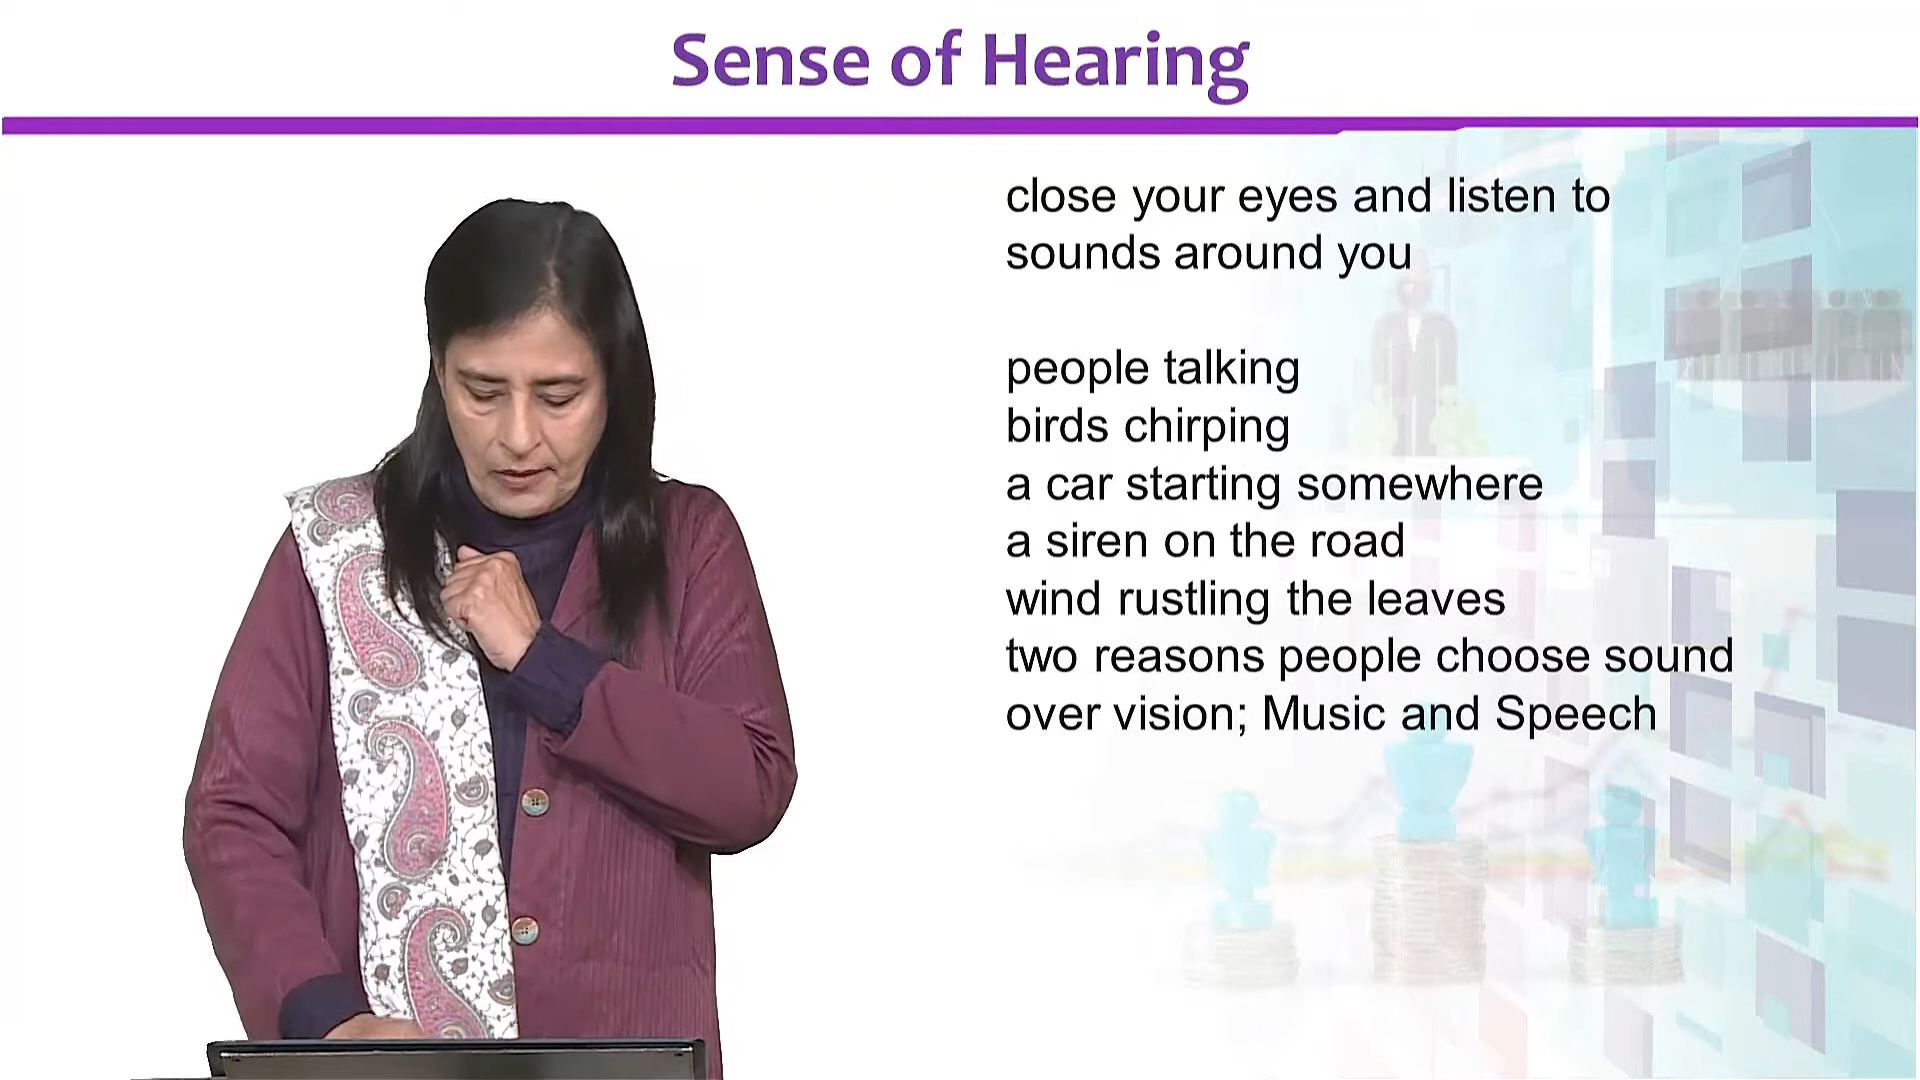 Sense of Hearing
close your eyes and listen to
sounds around you
people talking
birds chirping
a car starting somewhere
a siren on the road
wind rustling the leaves
two reasons people choose sound
over vision; Music and Speech